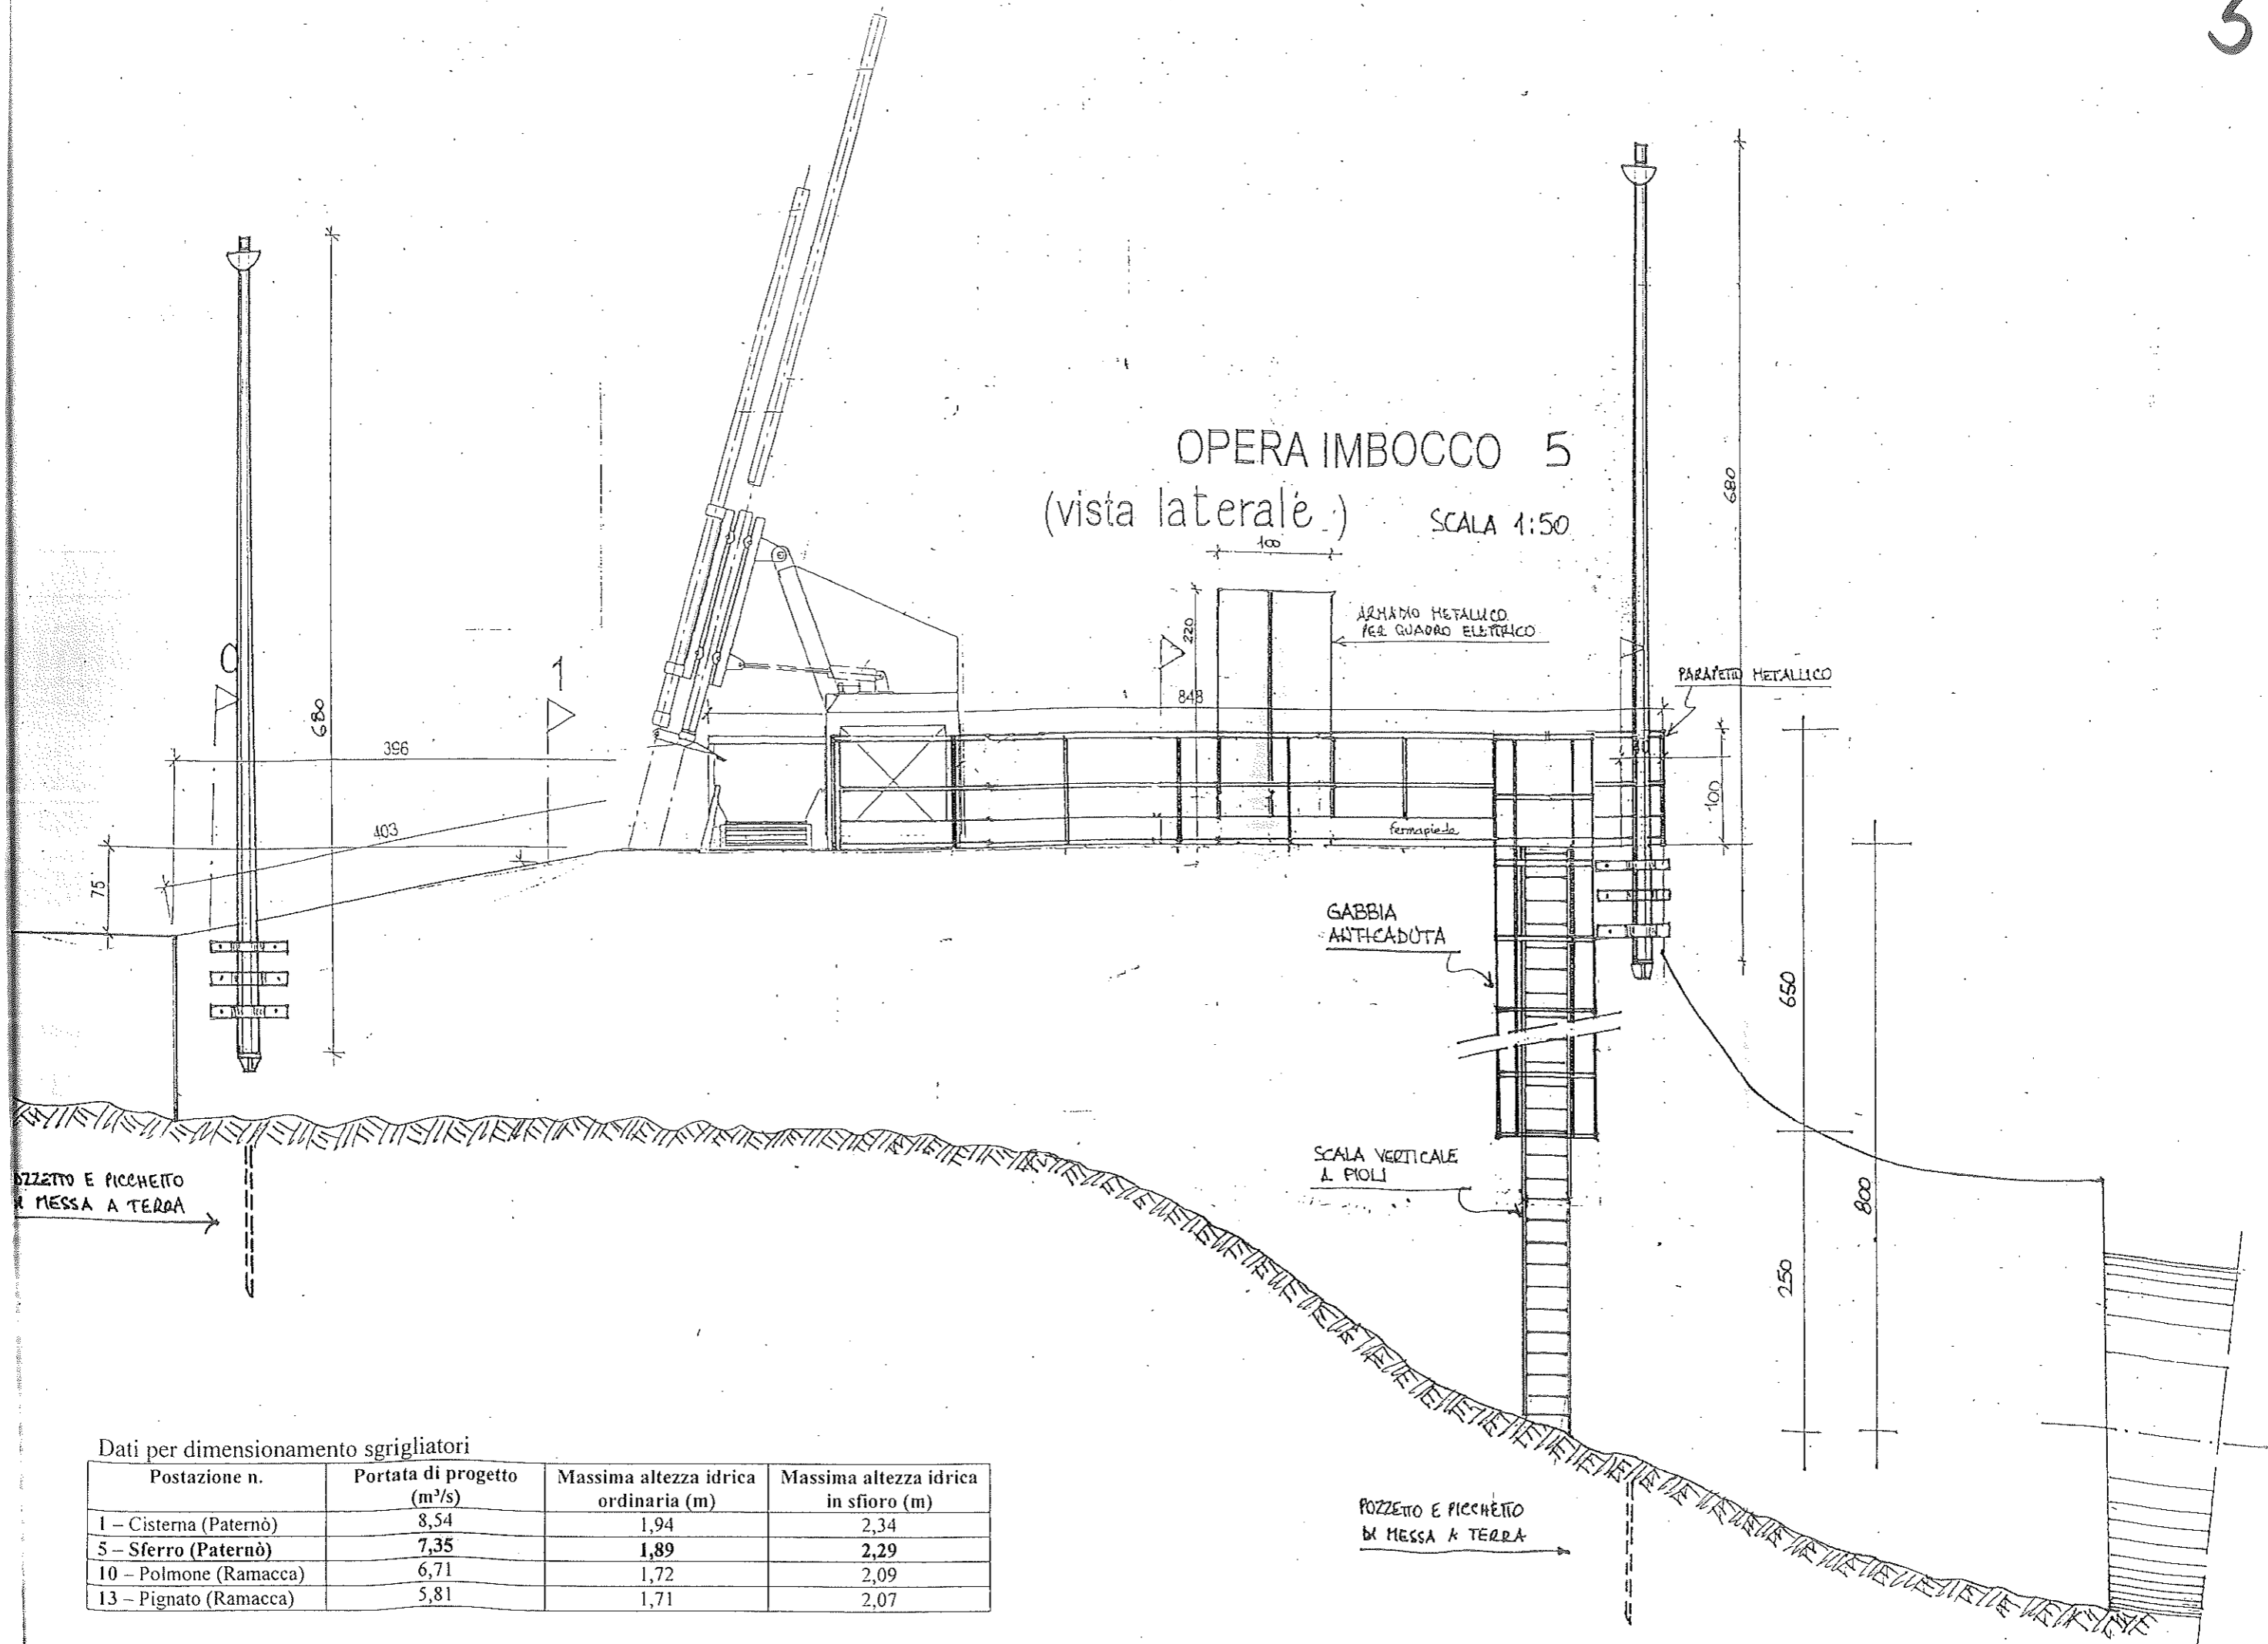 5
OPERA IMBOCCO 5
(vista laterale)
SCALA 1:50
100
680
220
ARMADIO METALLICO
PER QUADRO ELETTRICO
PARAPETTO METALLICO
0
1
680
848
396
403
75
100
fermapiede
GABBIA
ANTICADUTA
650
SCALA VERTICALE
A PIOLI
800
250
OZZETTO E PICCHETTO
MESSA A TERRA
POZZETTO E PICCHETTO
DI MESSA A TERRA
Dati per dimensionamento sgrigliatori
Postazione n. Portata di progetto (m³/s) Massima altezza idrica ordinaria (m) Massima altezza idrica in sfioro (m)
1 – Cisterna (Paternò) 8,54 1,94 2,34
5 – Sferro (Paternò) 7,35 1,89 2,29
10 – Polmone (Ramacca) 6,71 1,72 2,09
13 – Pignato (Ramacca) 5,81 1,71 2,07